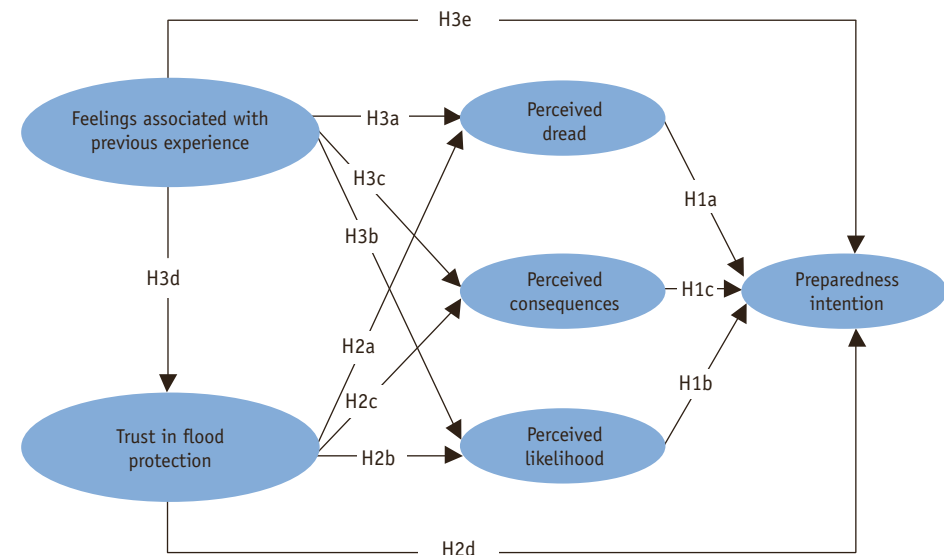 H3e
Feelings associated with
previous experience
H3a
Perceived
dread
H3c
H1a
H3b
H3d
Perceived
consequences
H1c
Preparedness
intention
H2a
H1b
H2c
Trust in flood
protection
H2b
Perceived
likelihood
H2d